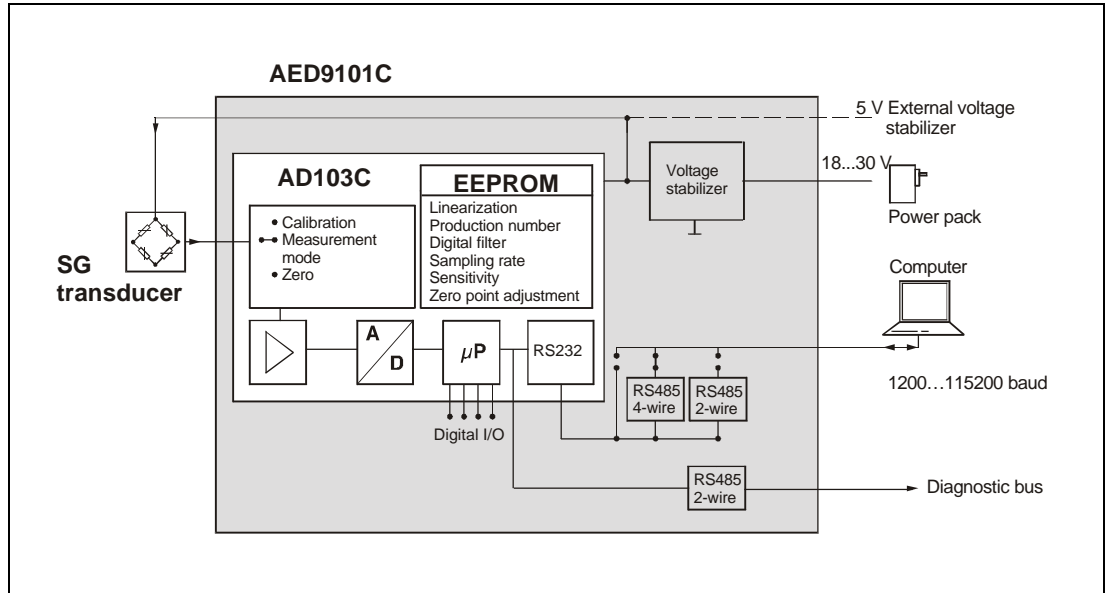 AED9101C
5 V External voltage
stabilizer
18...30 V
Power pack
Voltage
stabilizer
AD103C
• Calibration
Measurement
mode
• Zero
EEPROM
Linearization
Production number
Digital filter
Sampling rate
Sensitivity
Zero point adjustment
SG
transducer
Computer
1200…115200 baud
A
D
µP
RS232
Digital I/O
RS485
4-wire
RS485
2-wire
RS485
2-wire
Diagnostic bus